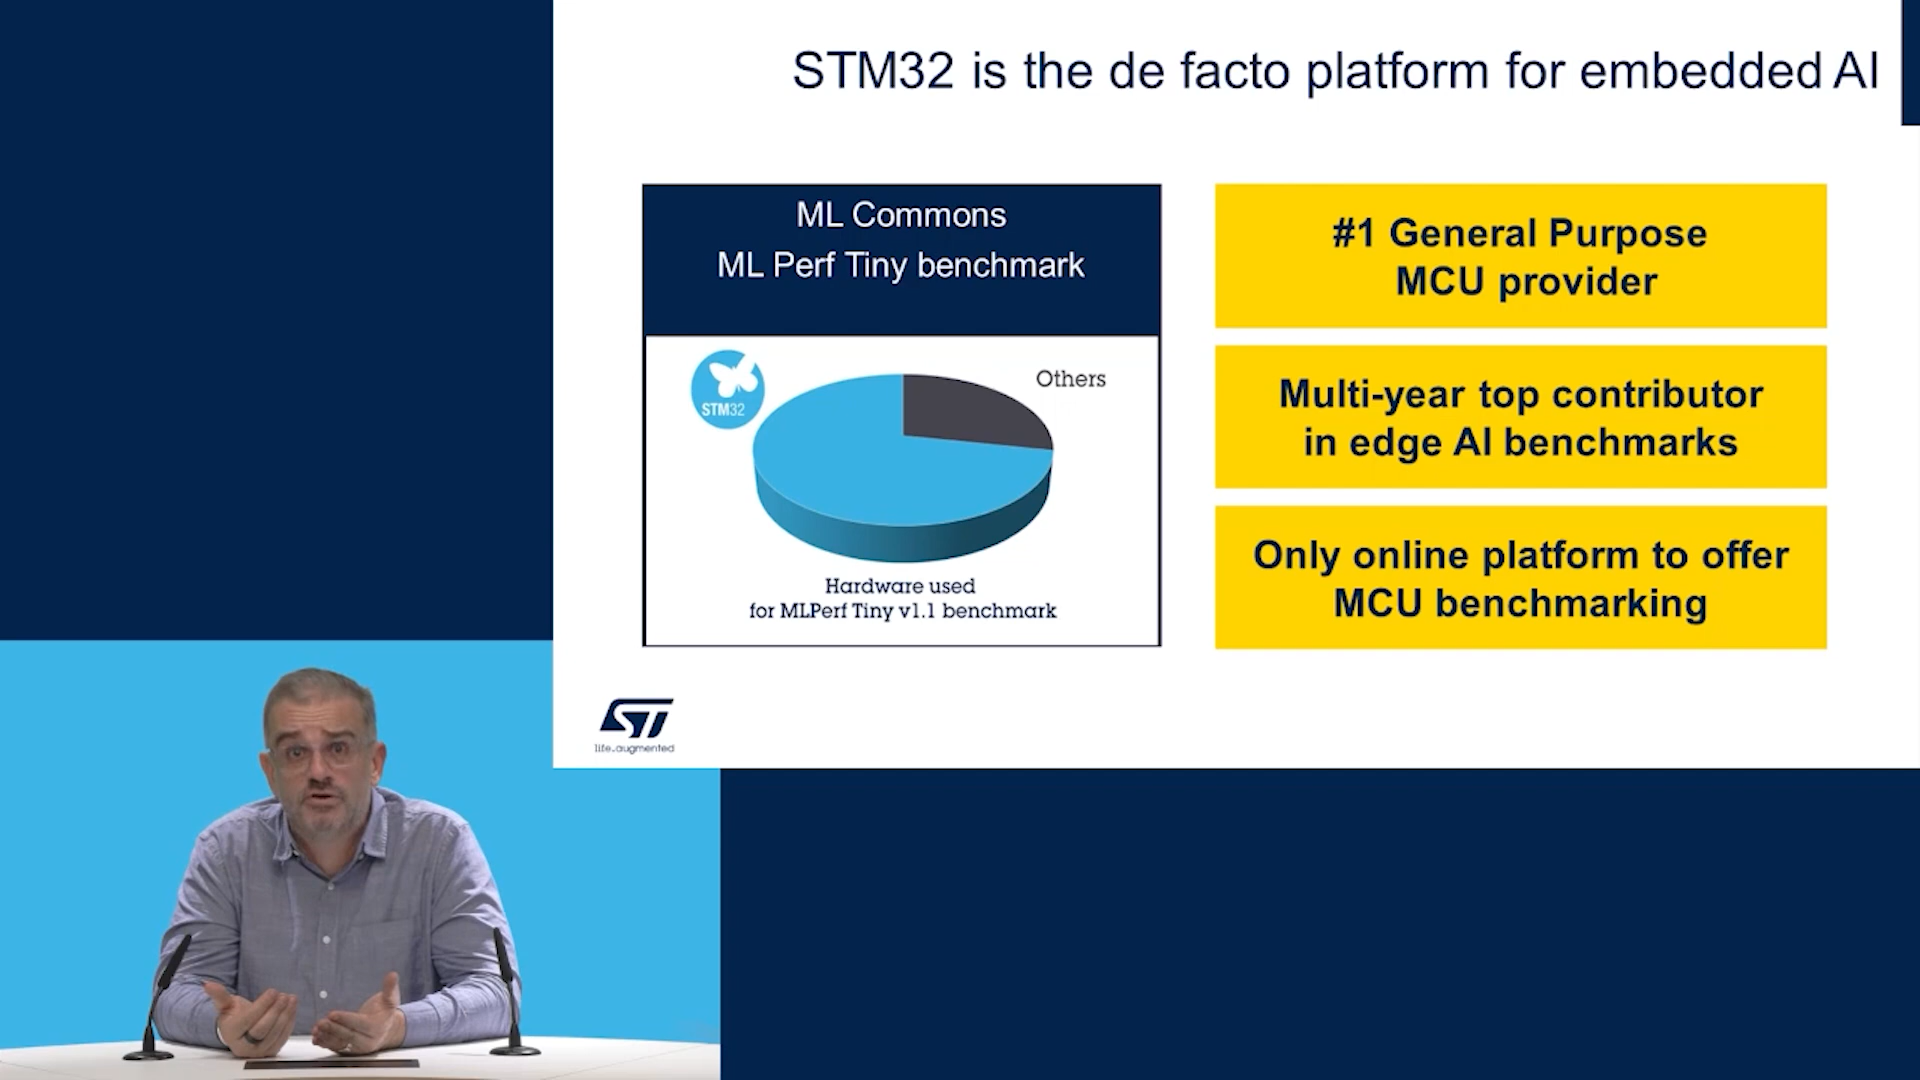 STM32 is the de facto platform for embedded AI
ML Commons
ML Perf Tiny benchmark
STM32
Others
Hardware used
for MLPerf Tiny v1.1 benchmark
#1 General Purpose
MCU provider
Multi-year top contributor
in edge AI benchmarks
Only online platform to offer
MCU benchmarking
ST
life.augmented